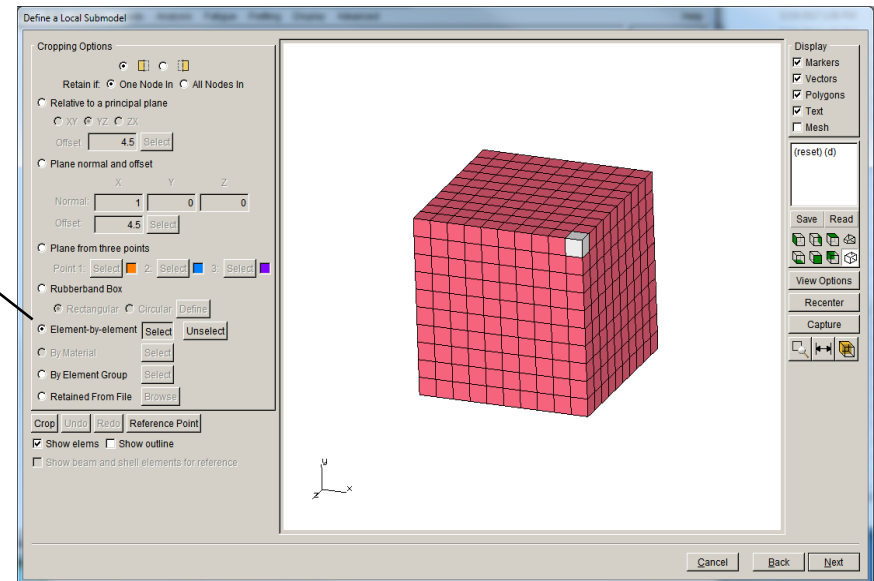 Define a Local Submodel
Cropping Options
Retain if: One Node In All Nodes In
Relative to a principal plane
XY YZ ZX
Offset 4.5 Select
Plane normal and offset
X Y Z
Normal: 1 0 0
Offset: 4.5 Select
Plane from three points
Point 1: Select 2: Select 3: Select
Rubberband Box
Rectangular Circular Define
Element-by-element Select Unselect
By Material Select
By Element Group Select
Retained From File Browse
Crop Undo Redo Reference Point
Show elems Show outline
Show beam and shell elements for reference
y
z x
Display
Markers
Vectors
Polygons
Text
Mesh
(reset) (d)
Save Read
View Options
Recenter
Capture
Cancel Back Next